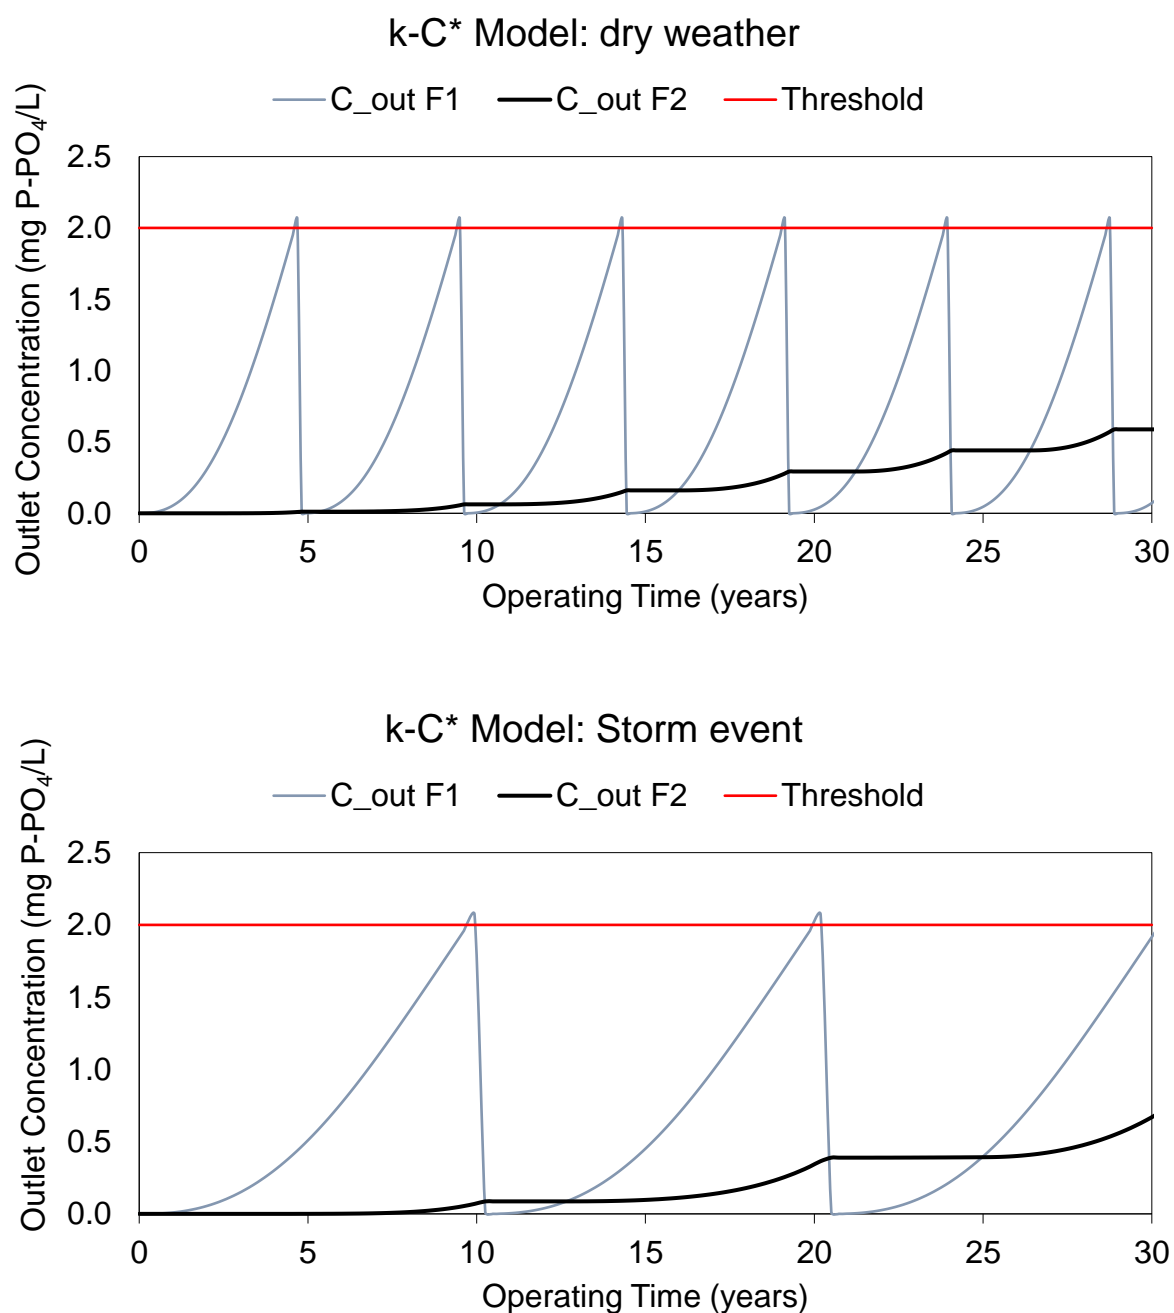 k-C* Model: dry weather
C_out F1 C_out F2 Threshold
Outlet Concentration (mg P-PO₄/L)
2.5
2.0
1.5
1.0
0.5
0.0
0 5 10 15 20 25 30
Operating Time (years)
k-C* Model: Storm event
C_out F1 C_out F2 Threshold
Outlet Concentration (mg P-PO₄/L)
2.5
2.0
1.5
1.0
0.5
0.0
0 5 10 15 20 25 30
Operating Time (years)